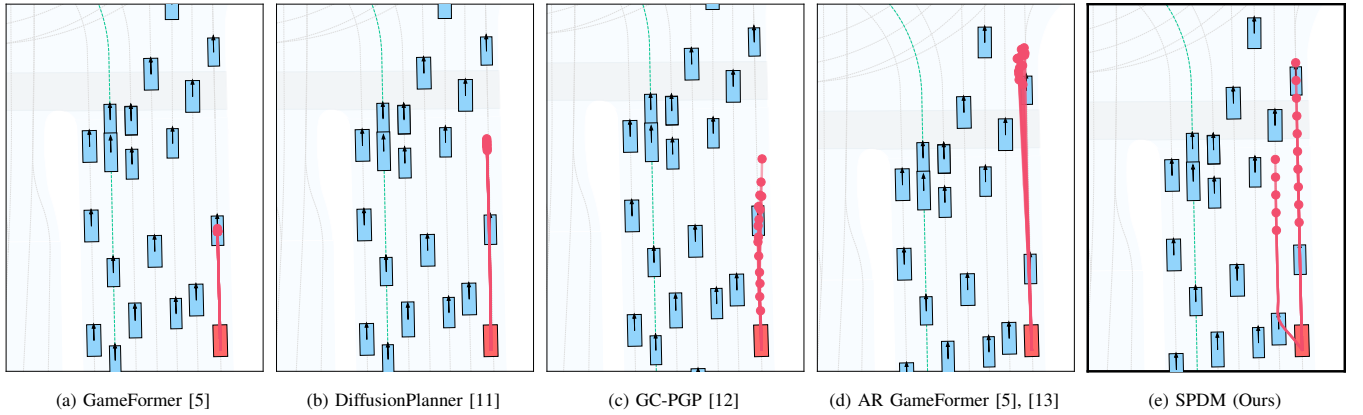 (a) GameFormer [5]
(b) DiffusionPlanner [11]
(c) GC-PGP [12]
(d) AR GameFormer [5], [13]
(e) SPDM (Ours)